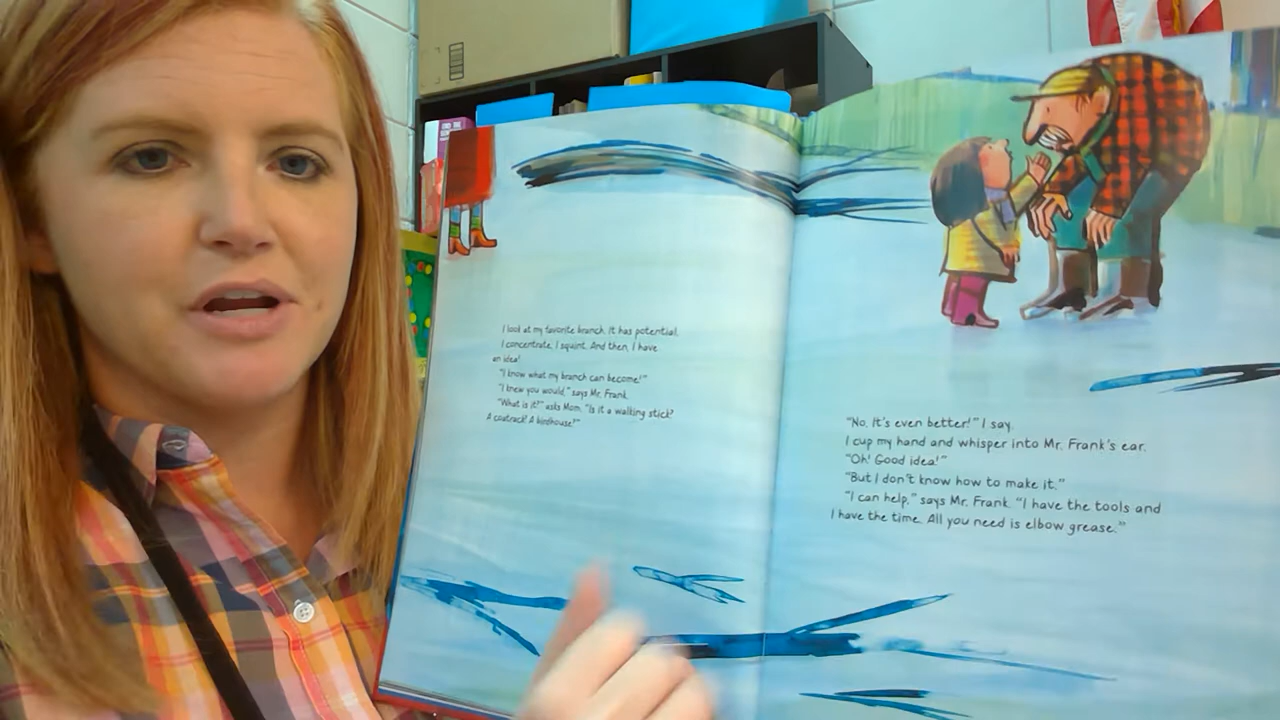 I look at my favorite branch. It has potential.
I concentrate. I squint. And then, I have
an idea!
"I know what my branch can become!"
"I knew you would," says Mr. Frank.
"What is it?" asks Mom. "Is it a walking stick?
A coatrack? A birdhouse?"
"No. It's even better!" I say.
I cup my hand and whisper into Mr. Frank's ear.
"Oh! Good idea!"
"But I don't know how to make it."
"I can help," says Mr. Frank. "I have the tools and
I have the time. All you need is elbow grease."